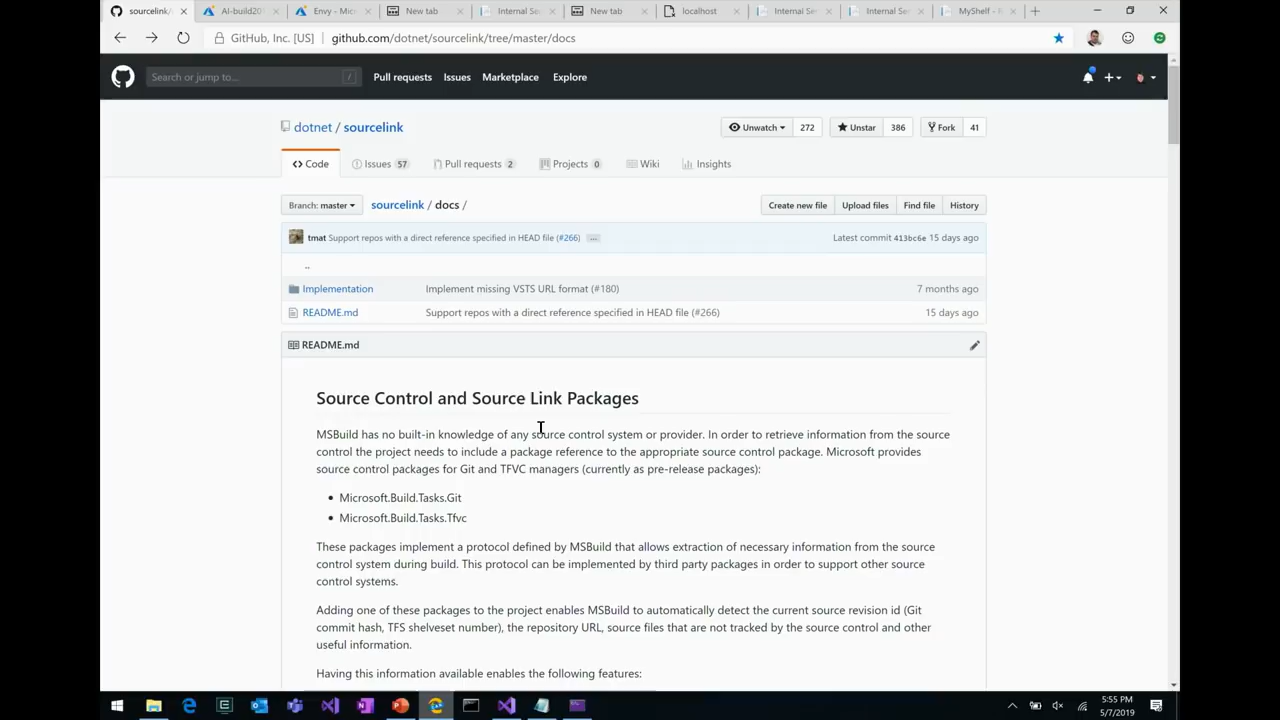 sourcelink/
AI-build20
Envy - Mic
New tab
Internal Se
New tab
localhost
Internal Se
Internal Se
MyShelf -
GitHub, Inc. [US]
github.com/dotnet/sourcelink/tree/master/docs
Search or jump to... /
Pull requests
Issues
Marketplace
Explore
dotnet / sourcelink
Unwatch 272
Unstar 386
Fork 41
Code
Issues 57
Pull requests 2
Projects 0
Wiki
Insights
Branch: master
sourcelink / docs /
Create new file
Upload files
Find file
History
tmat Support repos with a direct reference specified in HEAD file (#266) ...
Latest commit 413bc6e 15 days ago
..
Implementation
Implement missing VSTS URL format (#180)
7 months ago
README.md
Support repos with a direct reference specified in HEAD file (#266)
15 days ago
README.md
Source Control and Source Link Packages
MSBuild has no built-in knowledge of any source control system or provider. In order to retrieve information from the source
control the project needs to include a package reference to the appropriate source control package. Microsoft provides
source control packages for Git and TFVC managers (currently as pre-release packages):
• Microsoft.Build.Tasks.Git
• Microsoft.Build.Tasks.Tfvc
These packages implement a protocol defined by MSBuild that allows extraction of necessary information from the source
control system during build. This protocol can be implemented by third party packages in order to support other source
control systems.
Adding one of these packages to the project enables MSBuild to automatically detect the current source revision id (Git
commit hash, TFS shelveset number), the repository URL, source files that are not tracked by the source control and other
useful information.
Having this information available enables the following features:
5:55 PM
5/7/2019